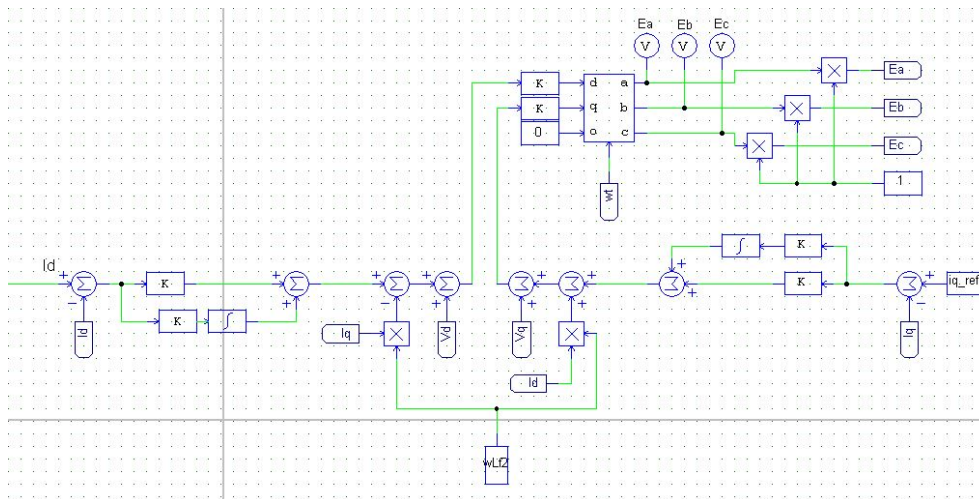 Ea Eb Ec
V V V
K d a × Ea
K q b × Eb
0 o c × Ec
1
wt
Id + Σ K + Σ + Σ + Σ + Σ + Σ + Σ + ∫ K
− + − + + + + K + Σ iq_ref
−
Id K ∫ Iq × Vd Vq × Iq
Id
wLf2